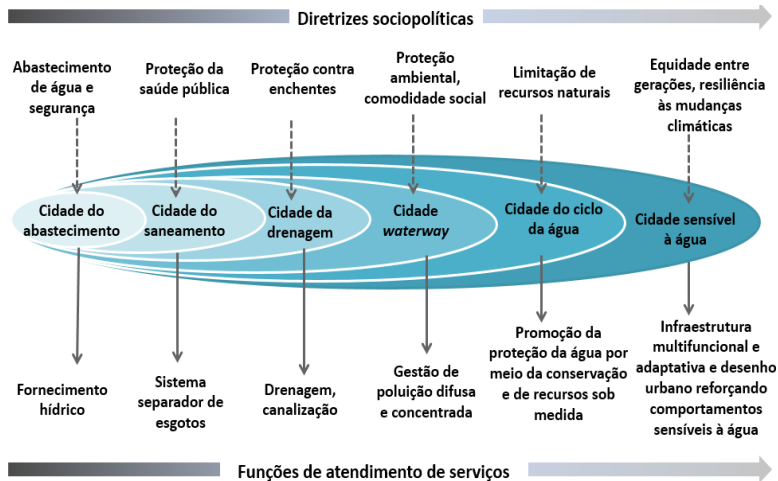 Diretrizes sociopolíticas
Abastecimento
de água e
segurança
Proteção da
saúde pública
Proteção contra
enchentes
Proteção
ambiental,
comodidade social
Limitação de
recursos naturais
Equidade entre
gerações, resiliência
às mudanças
climáticas
Cidade do
abastecimento
Cidade do
saneamento
Cidade da
drenagem
Cidade
waterway
Cidade do ciclo
da água
Cidade sensível
à água
Fornecimento
hídrico
Sistema
separador de
esgotos
Drenagem,
canalização
Gestão de
poluição difusa
e concentrada
Promoção da
proteção da água por
meio da conservação
e de recursos sob
medida
Infraestrutura
multifuncional e
adaptativa e desenho
urbano reforçando
comportamentos
sensíveis à água
Funções de atendimento de serviços